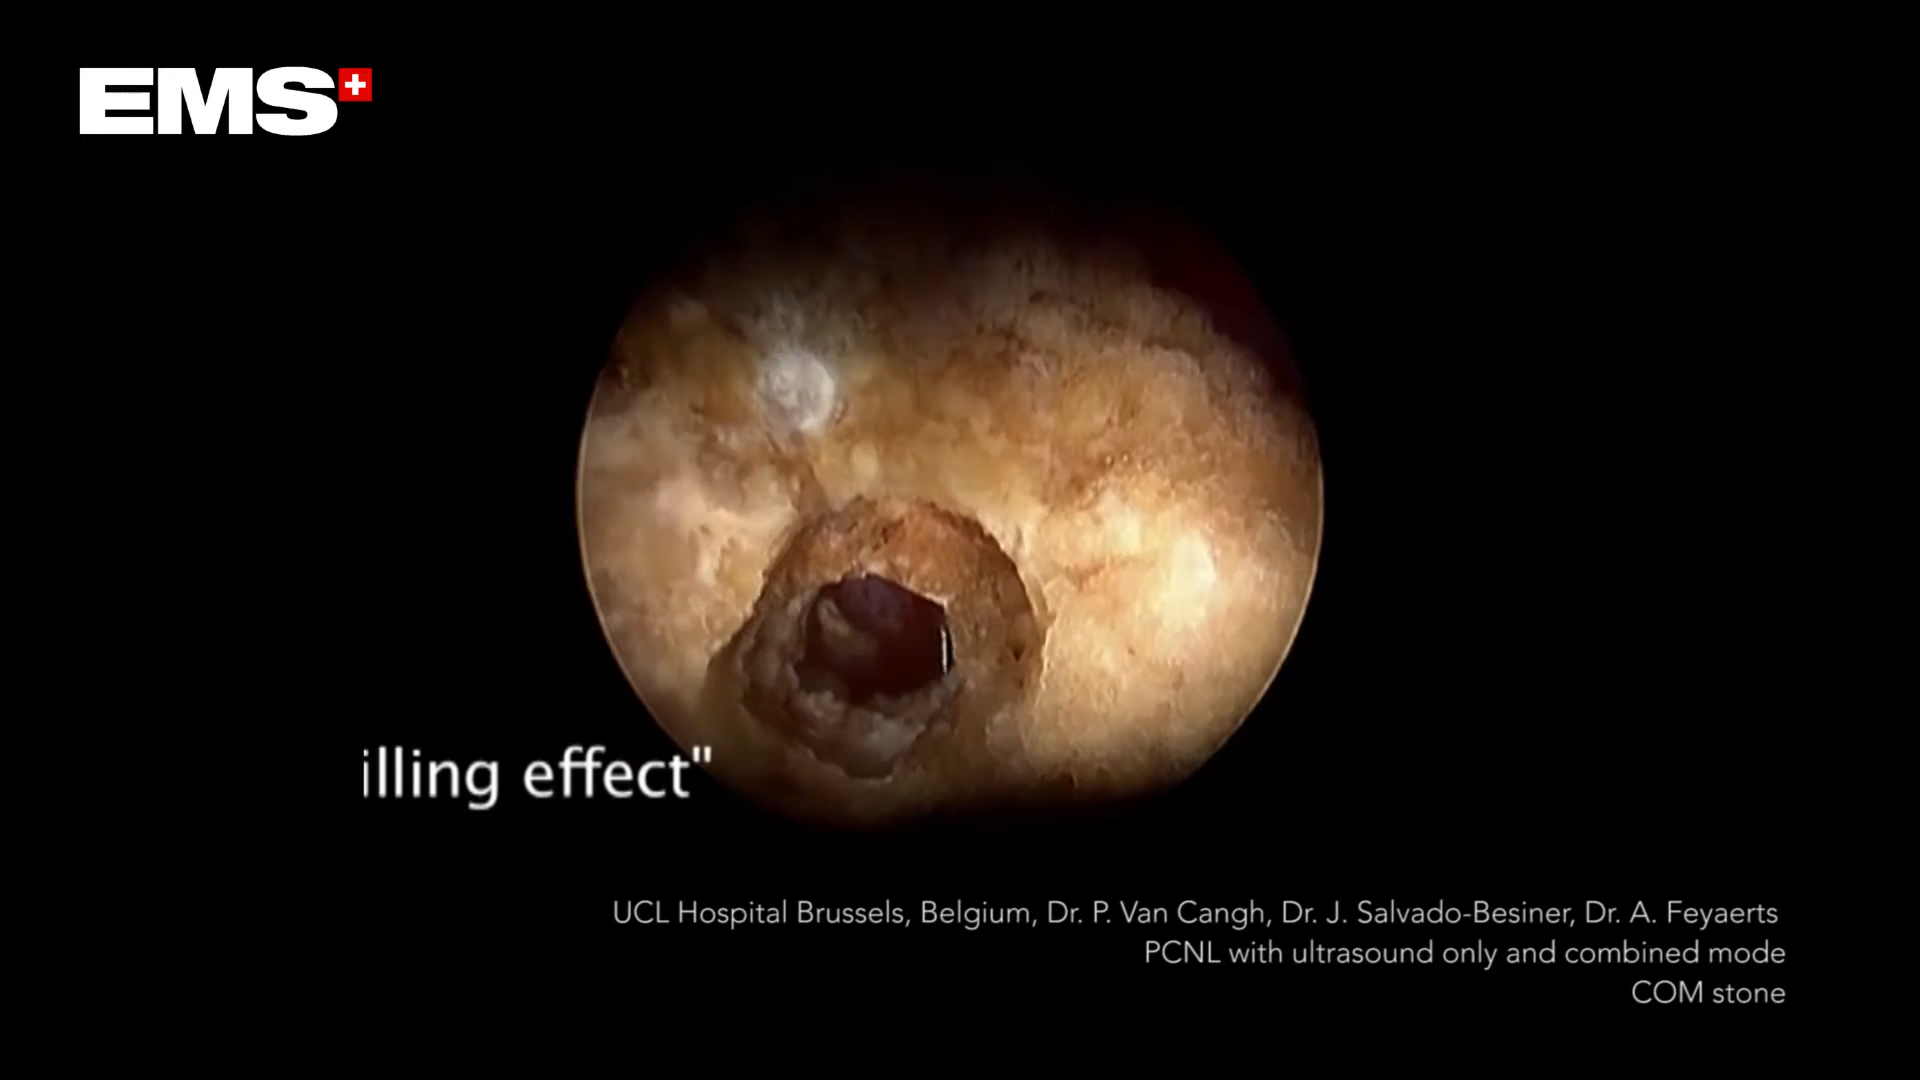 EMS+
illing effect"
UCL Hospital Brussels, Belgium, Dr. P. Van Cangh, Dr. J. Salvado-Besiner, Dr. A. Feyaerts
PCNL with ultrasound only and combined mode
COM stone